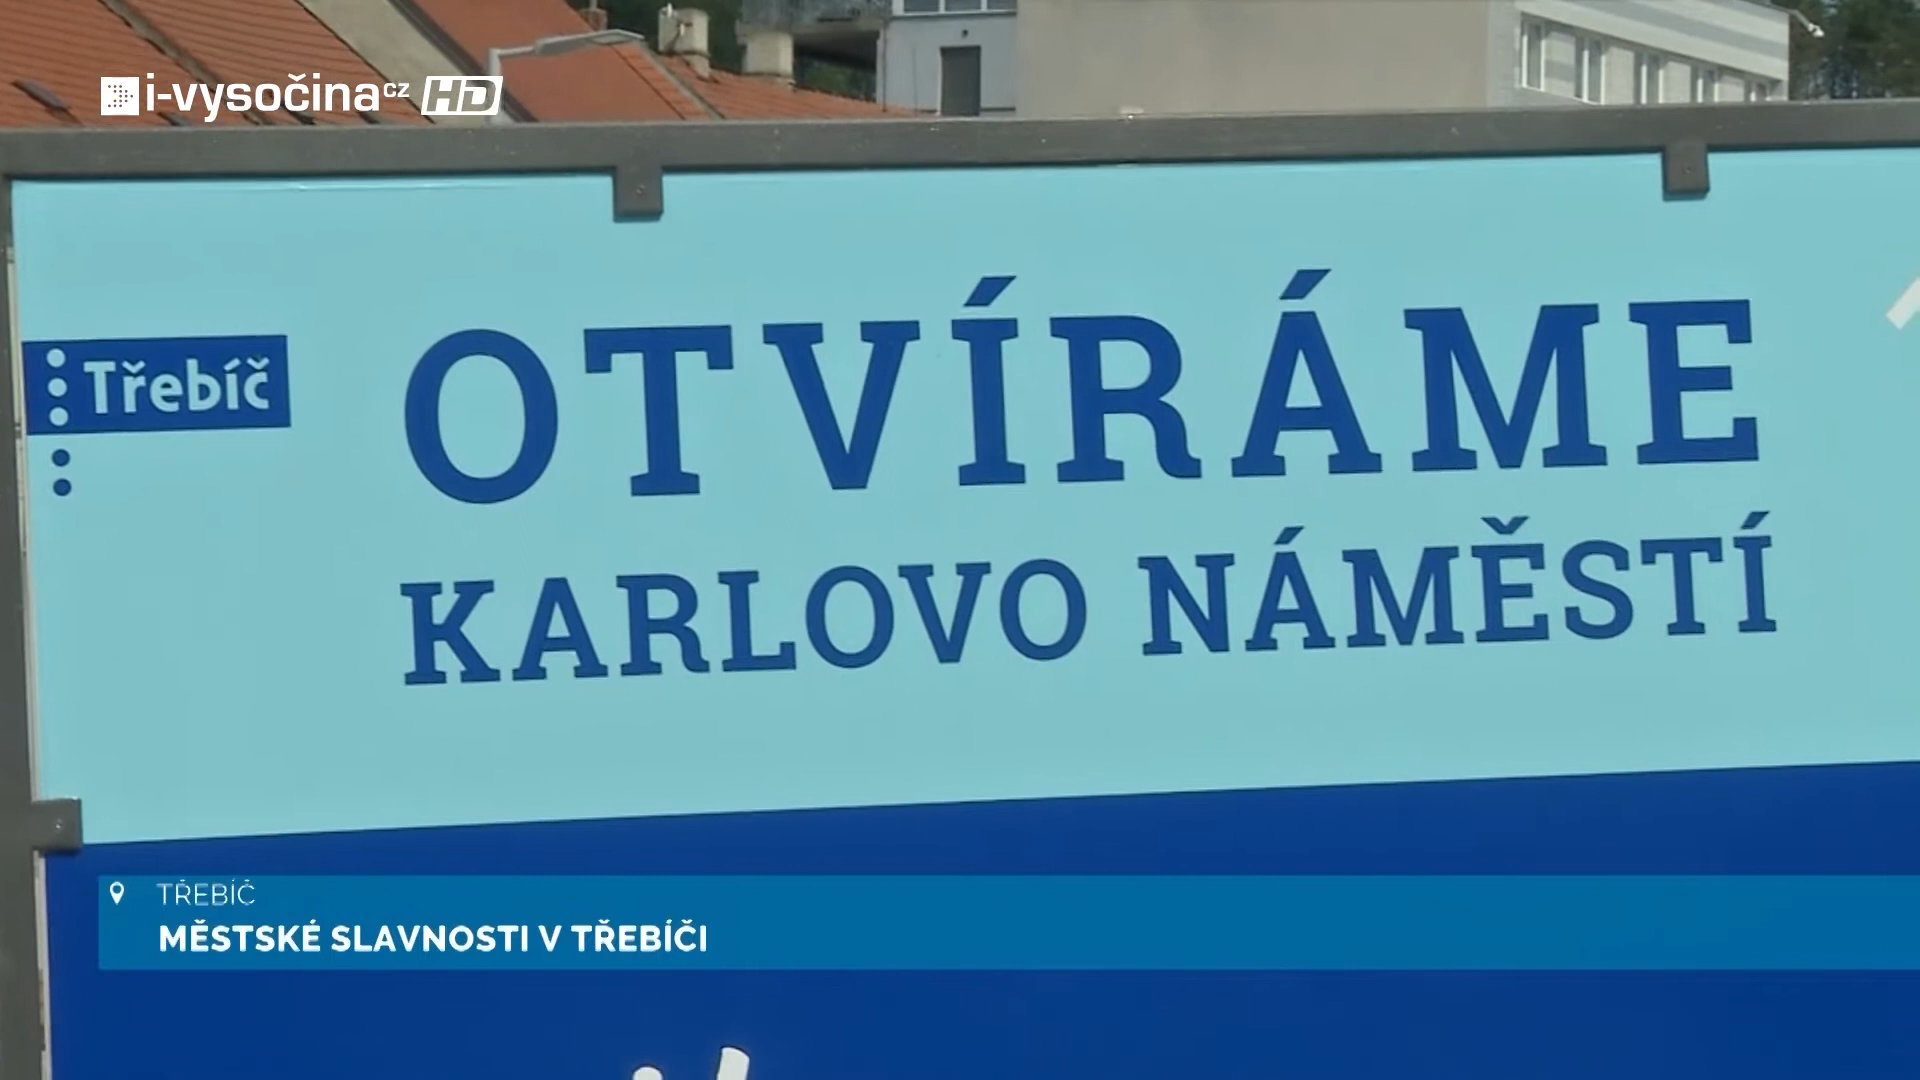 i-vysočina.cz HD
Třebíč
OTVÍRÁME
KARLOVO NÁMĚSTÍ
TŘEBÍČ
MĚSTSKÉ SLAVNOSTI V TŘEBÍČI